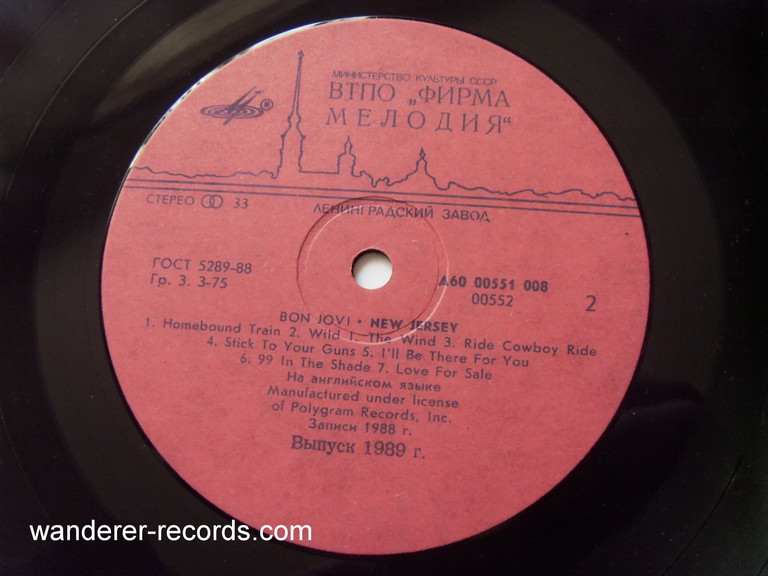 МИНИСТЕРСТВО КУЛЬТУРЫ СССР
ВТПО „ФИРМА
МЕЛОДИЯ“
®
СТЕРЕО 33
ЛЕНИНГРАДСКИЙ ЗАВОД
ГОСТ 5289-88
Гр. 3. 3-75
А60 00551 008
00552
2
BON JOVI • NEW JERSEY
1. Homebound Train 2. Wild 1. The Wind 3. Ride Cowboy Ride
4. Stick To Your Guns 5. I'll Be There For You
6. 99 In The Shade 7. Love For Sale
На английском языке
Manufactured under license
of Polygram Records, Inc.
Записи 1988 г.
Выпуск 1989 г.
wanderer-records.com